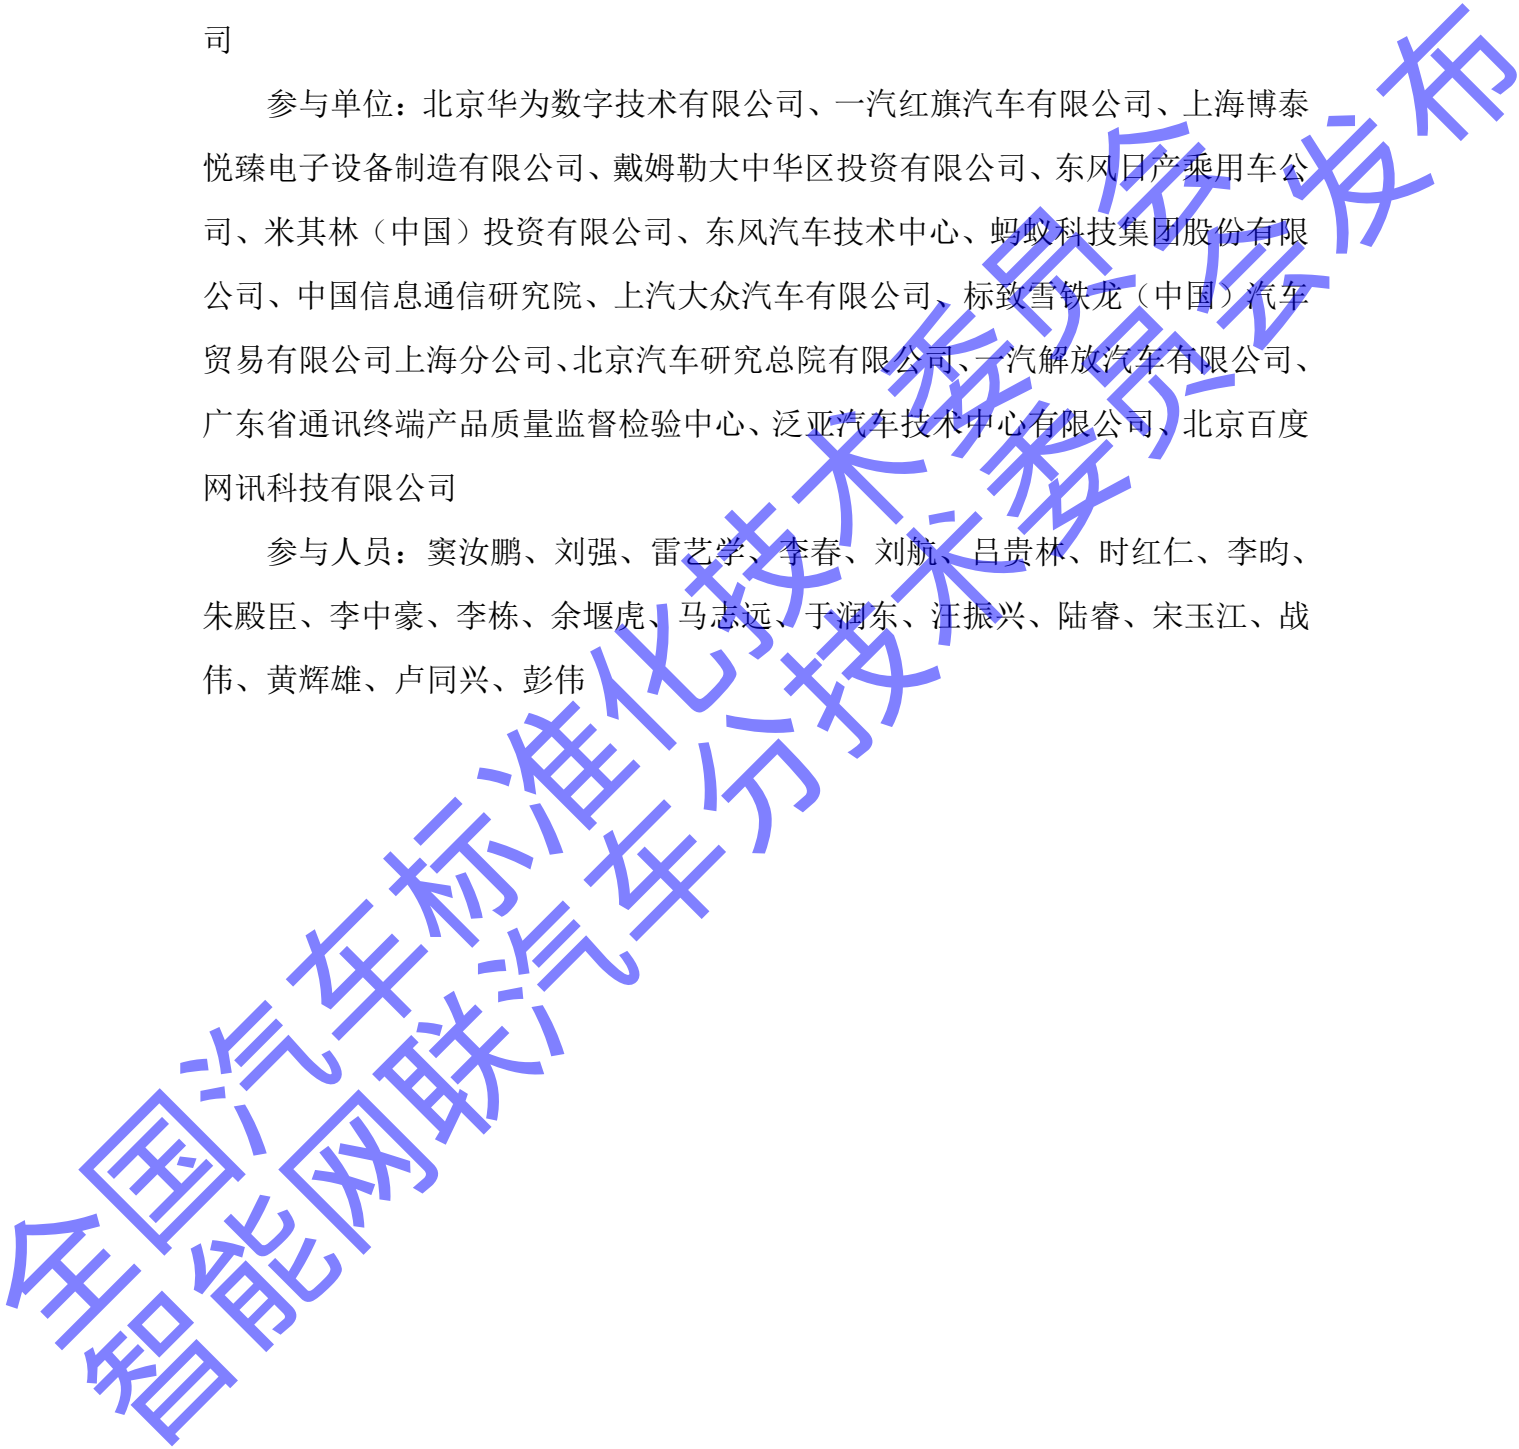 司
参与单位：北京华为数字技术有限公司、一汽红旗汽车有限公司、上海博泰
悦臻电子设备制造有限公司、戴姆勒大中华区投资有限公司、东风日产乘用车公
司、米其林（中国）投资有限公司、东风汽车技术中心、蚂蚁科技集团股份有限
公司、中国信息通信研究院、上汽大众汽车有限公司、标致雪铁龙（中国）汽车
贸易有限公司上海分公司、北京汽车研究总院有限公司、一汽解放汽车有限公司、
广东省通讯终端产品质量监督检验中心、泛亚汽车技术中心有限公司、北京百度
网讯科技有限公司
参与人员：窦汝鹏、刘强、雷艺学、李春、刘航、吕贵林、时红仁、李昀、
朱殿臣、李中豪、李栋、余堰虎、马志远、于润东、汪振兴、陆睿、宋玉江、战
伟、黄辉雄、卢同兴、彭伟
全国汽车标准化技术委员会
智能网联汽车分技术委员会发布